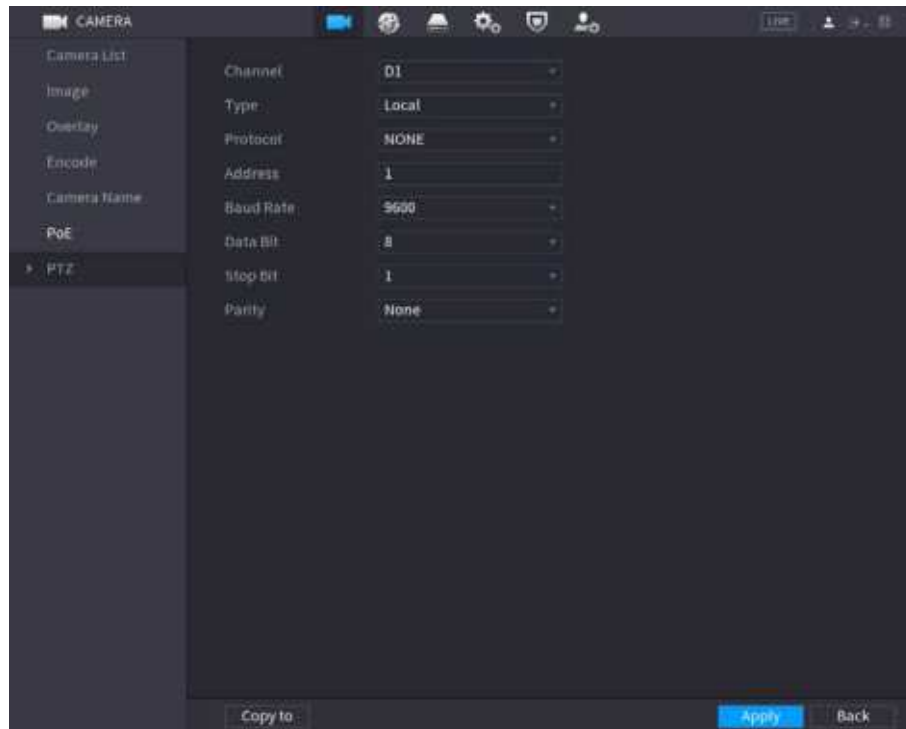 CAMERA
LIVE
Camera List
Image
Overlay
Encode
Camera Name
PoE
PTZ
Channel D1
Type Local
Protocol NONE
Address 1
Baud Rate 9600
Data Bit 8
Stop Bit 1
Parity None
Copy to
Apply
Back